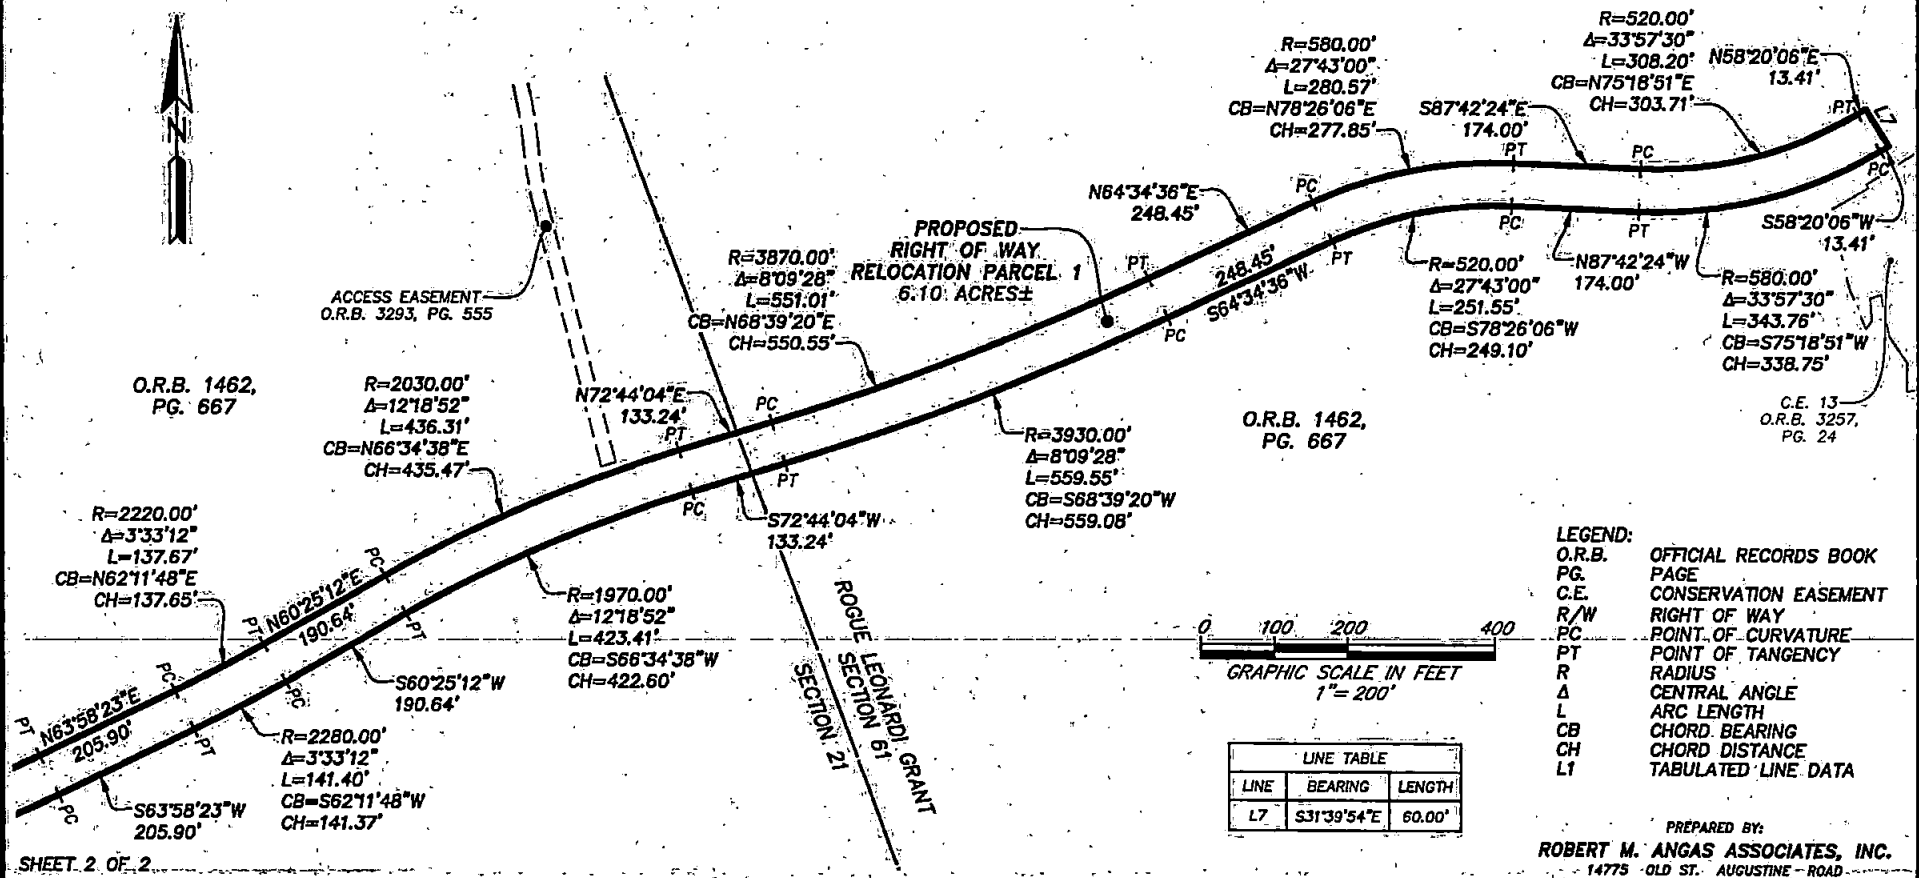 N
R=520.00'
Δ=33°57'30"
L=308.20'
CB=N75°18'51"E
CH=303.71'
N58°20'06"E
13.41'
R=580.00'
Δ=27°43'00"
L=280.57'
CB=N78°26'06"E
CH=277.85'
S87°42'24"E
174.00'
PT
L7
PC
PT
PC
PC
N64°34'36"E
248.45'
S58°20'06"W
13.41'
PROPOSED
RIGHT OF WAY
RELOCATION PARCEL 1
6.10 ACRES±
R=3870.00'
Δ=8°09'28"
L=551.01'
CB=N68°39'20"E
CH=550.55'
PT
248.45'
S64°34'36"W
PC
PT
PC
PT
R=520.00'
Δ=27°43'00"
L=251.55'
CB=S78°26'06"W
CH=249.10'
N87°42'24"W
174.00'
R=580.00'
Δ=33°57'30"
L=343.76'
CB=S75°18'51"W
CH=338.75'
ACCESS EASEMENT
O.R.B. 3293, PG. 555
O.R.B. 1462,
PG. 667
R=2030.00'
Δ=12°18'52"
L=436.31'
CB=N66°34'38"E
CH=435.47'
N72°44'04"E
133.24'
PT
PC
PC
PT
O.R.B. 1462,
PG. 667
C.E. 13
O.R.B. 3257,
PG. 24
R=3930.00'
Δ=8°09'28"
L=559.55'
CB=S68°39'20"W
CH=559.08'
S72°44'04"W
133.24'
R=2220.00'
Δ=3°33'12"
L=137.67'
CB=N62°11'48"E
CH=137.65'
PC
PT
N60°25'12"E
190.64'
PT
R=1970.00'
Δ=12°18'52"
L=423.41'
CB=S66°34'38"W
CH=422.60'
ROGUE LEONARDI GRANT
SECTION 61
SECTION 21
PC
PC
S60°25'12"W
190.64'
PT
N63°58'23"E
205.90'
PT
PC
S63°58'23"W
205.90'
R=2280.00'
Δ=3°33'12"
L=141.40'
CB=S62°11'48"W
CH=141.37'
0 100 200 400
GRAPHIC SCALE IN FEET
1"= 200'
LEGEND:
O.R.B. OFFICIAL RECORDS BOOK
PG. PAGE
C.E. CONSERVATION EASEMENT
R/W RIGHT OF WAY
PC POINT OF CURVATURE
PT POINT OF TANGENCY
R RADIUS
Δ CENTRAL ANGLE
L ARC LENGTH
CB CHORD BEARING
CH CHORD DISTANCE
L1 TABULATED LINE DATA
LINE TABLE
LINE BEARING LENGTH
L7 S31°39'54"E 60.00'
PREPARED BY:
ROBERT M. ANGAS ASSOCIATES, INC.
14775 OLD ST. AUGUSTINE ROAD
SHEET 2 OF 2